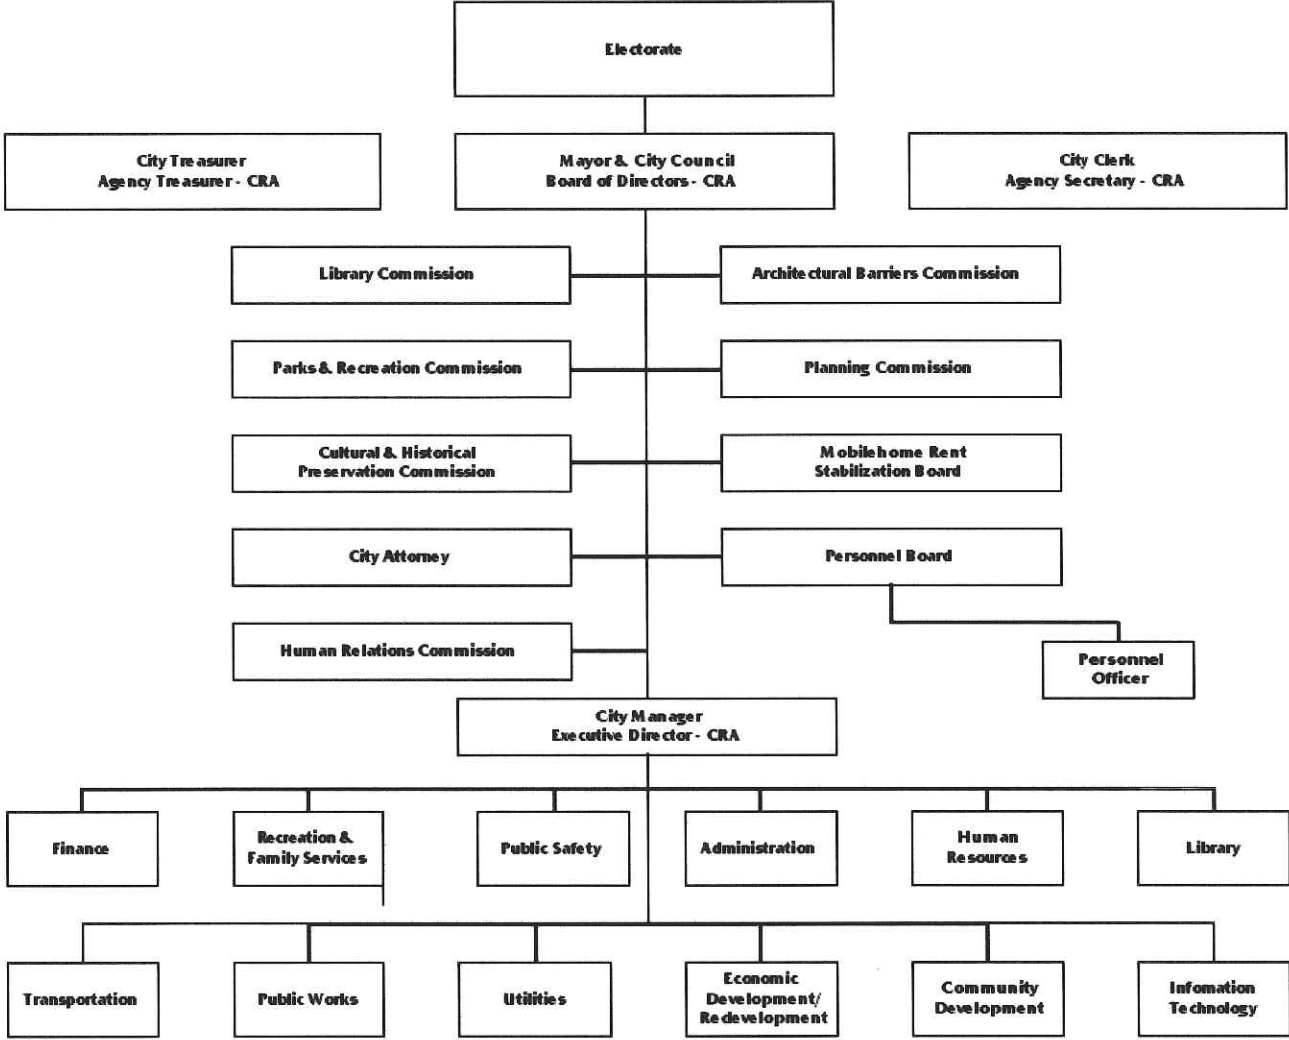 Electorate
City Treasurer
Agency Treasurer - CRA
Mayor & City Council
Board of Directors - CRA
City Clerk
Agency Secretary - CRA
Library Commission
Architectural Barriers Commission
Parks & Recreation Commission
Planning Commission
Cultural & Historical
Preservation Commission
Mobilehome Rent
Stabilization Board
City Attorney
Personnel Board
Human Relations Commission
Personnel
Officer
City Manager
Executive Director - CRA
Finance
Recreation &
Family Services
Public Safety
Administration
Human
Resources
Library
Transportation
Public Works
Utilities
Economic
Development/
Redevelopment
Community
Development
Infomation
Technology